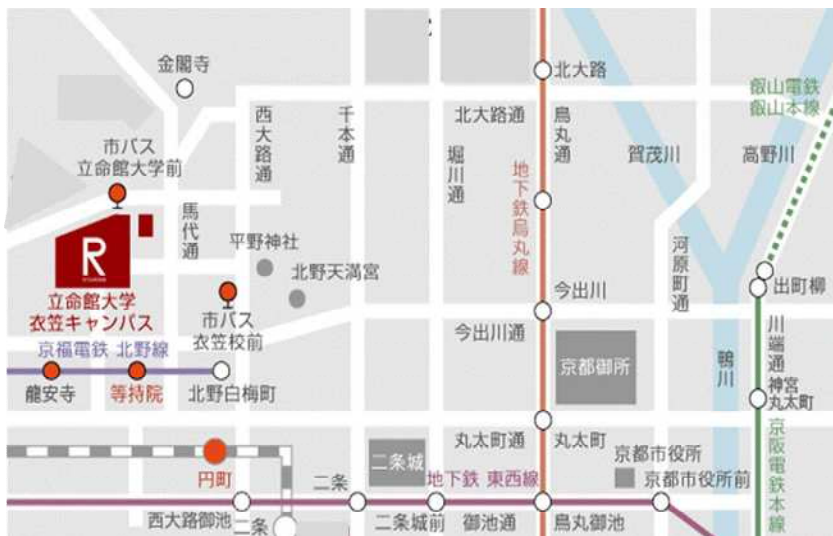 金閣寺
北大路
叡山電鉄
叡山本線
市バス
立命館大学前
西大路通
千本通
北大路通
烏丸通
堀川通
賀茂川
高野川
地下鉄烏丸線
馬代通
平野神社
北野天満宮
河原町通
R
立命館大学
衣笠キャンパス
市バス
衣笠校前
今出川
出町柳
今出川通
京福電鉄 北野線
京都御所
鴨川
川端通
龍安寺
等持院
北野白梅町
神宮
丸太町
丸太町通
丸太町
京都市役所
京阪電鉄本線
円町
二条城
地下鉄 東西線
京都市役所前
二条
西大路御池
二条
二条城前
御池通
烏丸御池